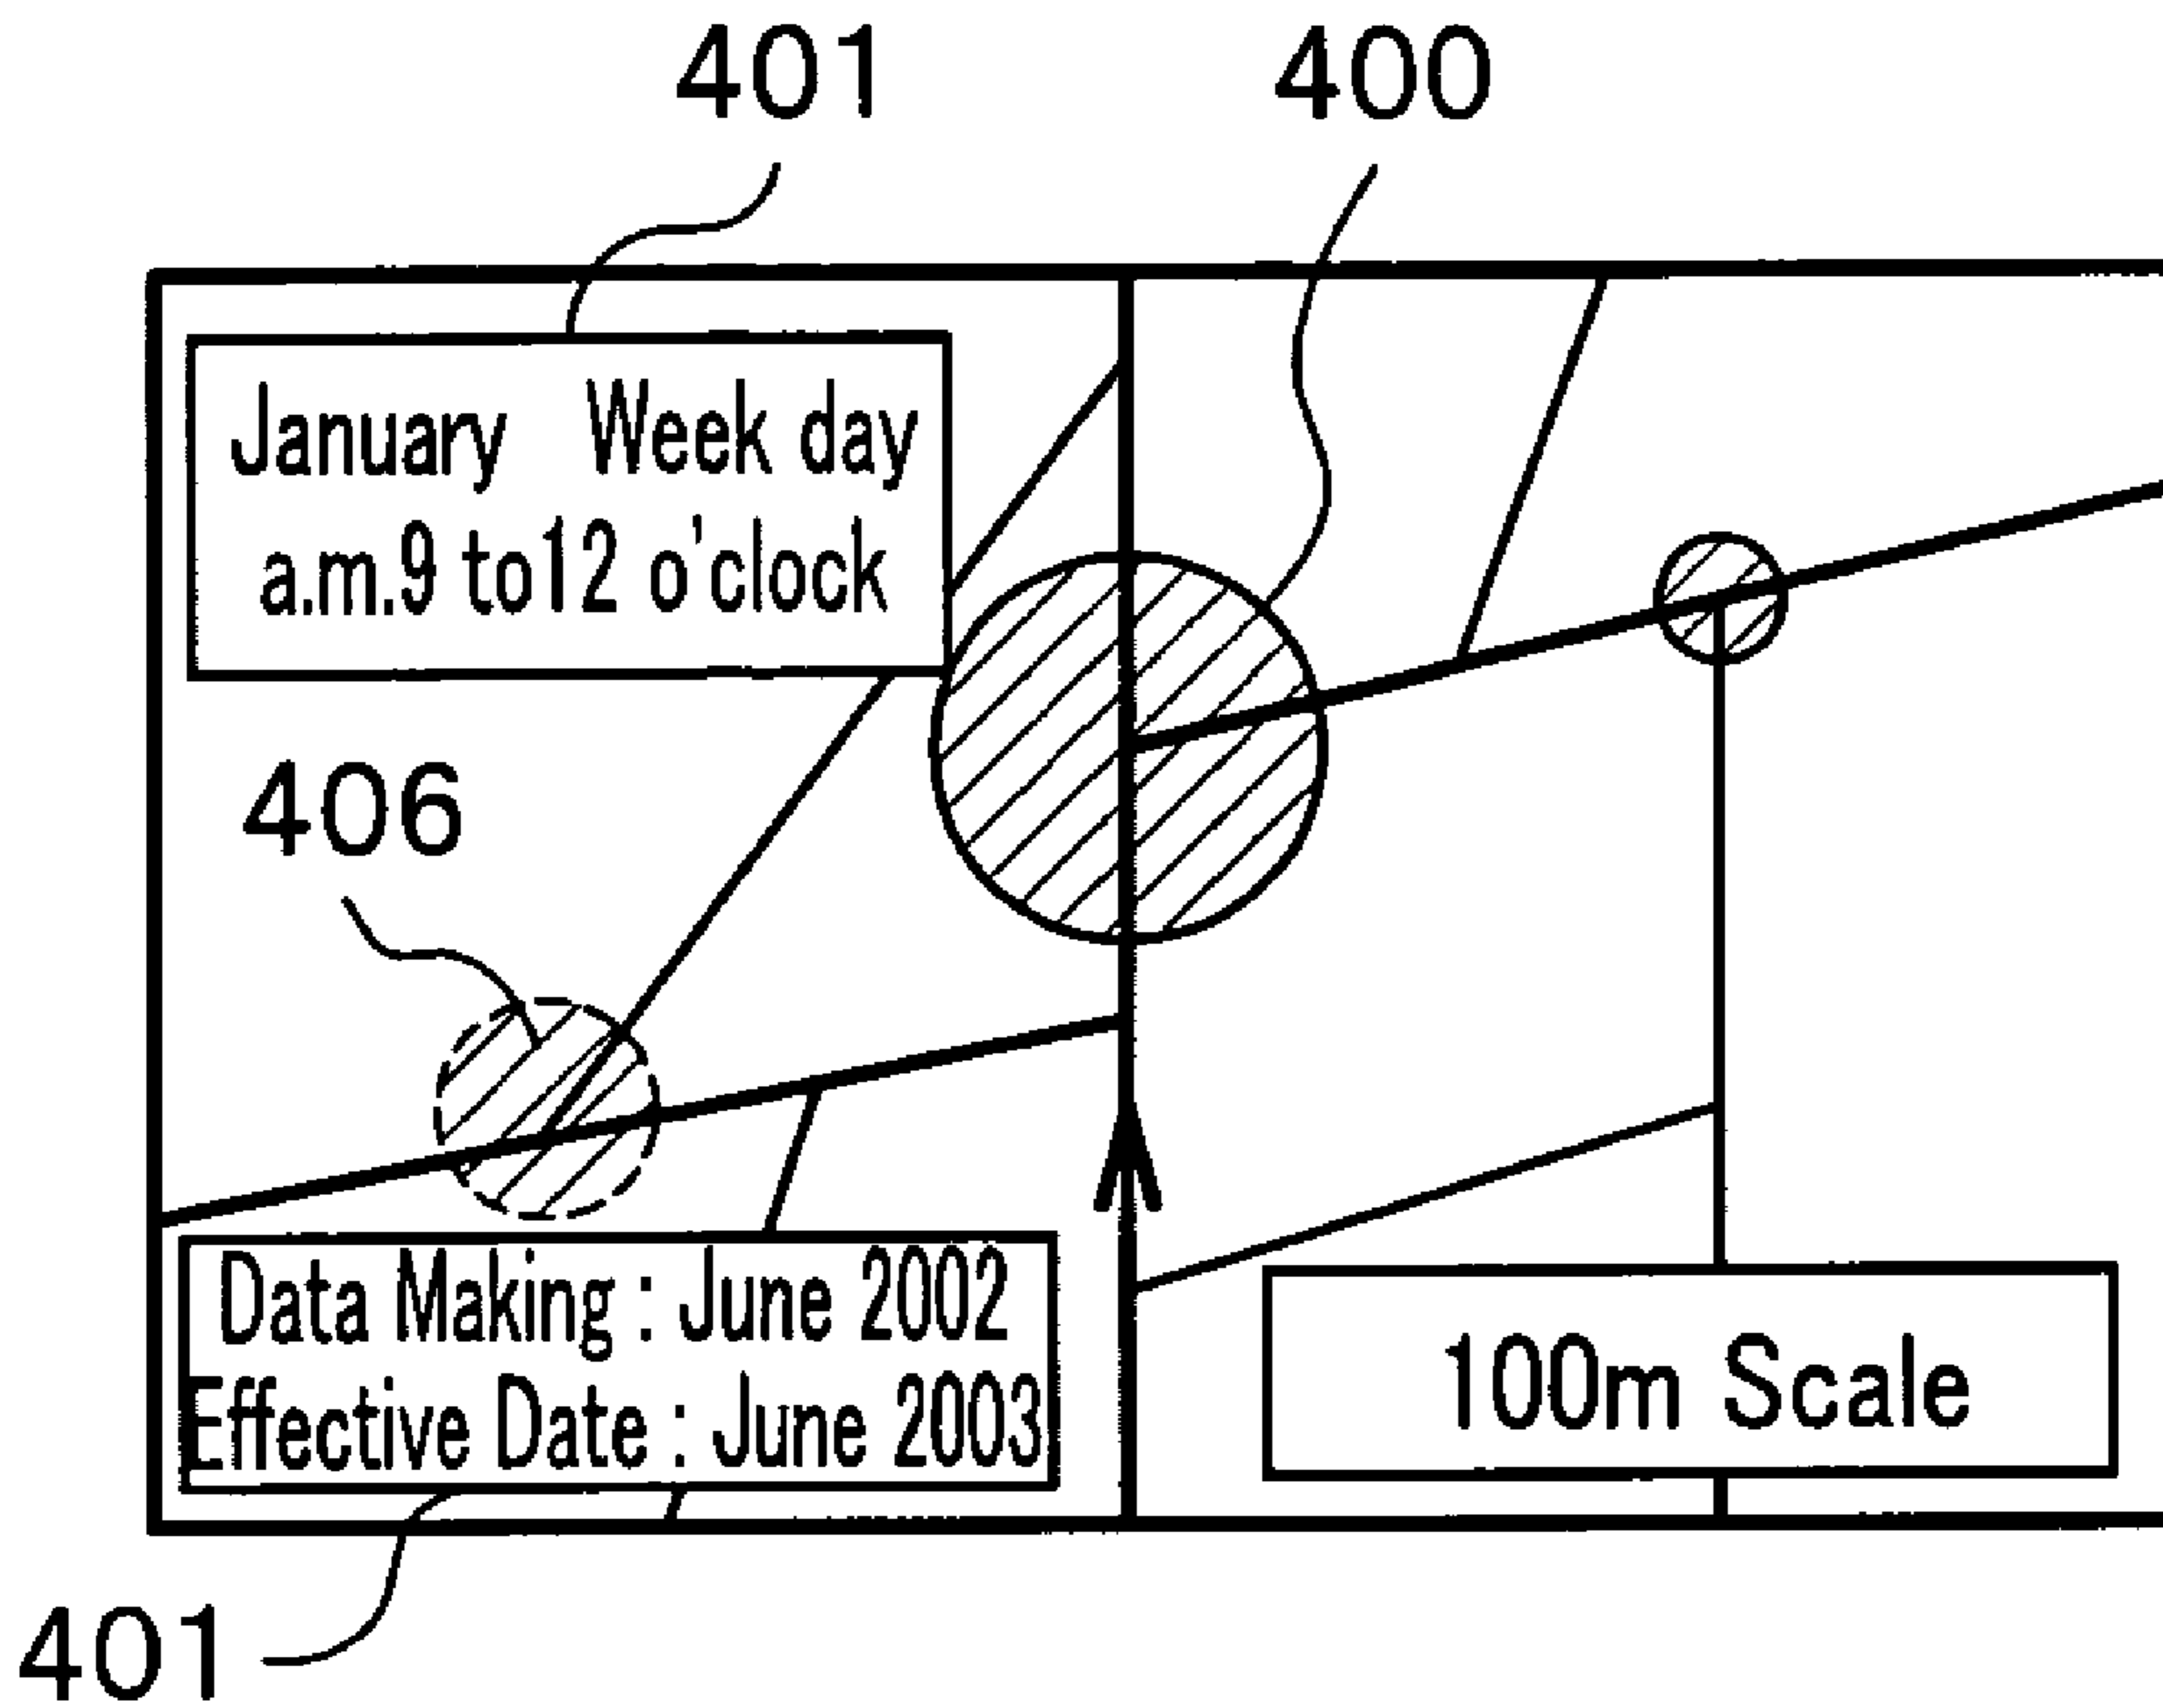 401 400
January Week day
a.m.9 to12 o'clock
406
Data Making : June 2002
Effective Date : June 2003
100m Scale
401